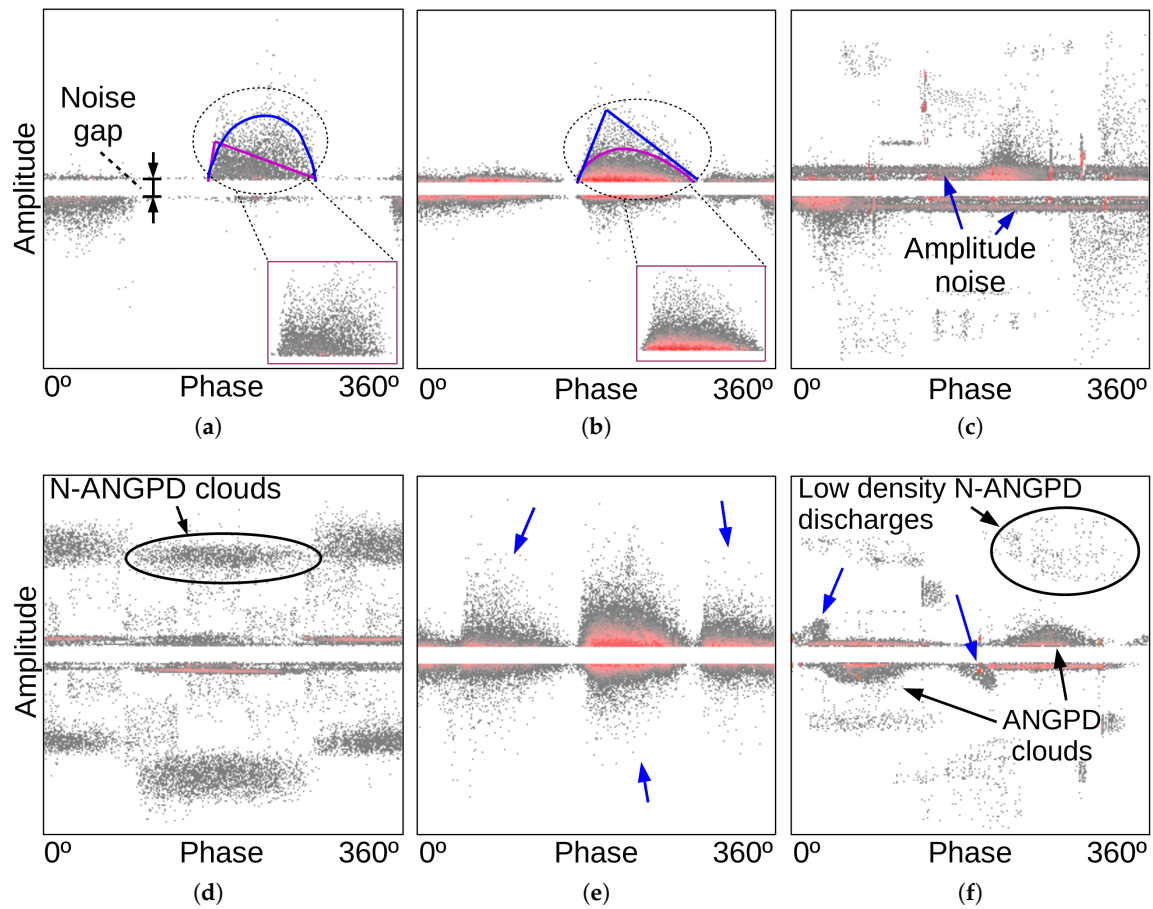 Noise
gap
Amplitude
0º Phase 360º
(a)
0º Phase 360º
(b)
Amplitude
noise
0º Phase 360º
(c)
N-ANGPD clouds
Amplitude
0º Phase 360º
(d)
0º Phase 360º
(e)
Low density N-ANGPD
discharges
ANGPD
clouds
0º Phase 360º
(f)